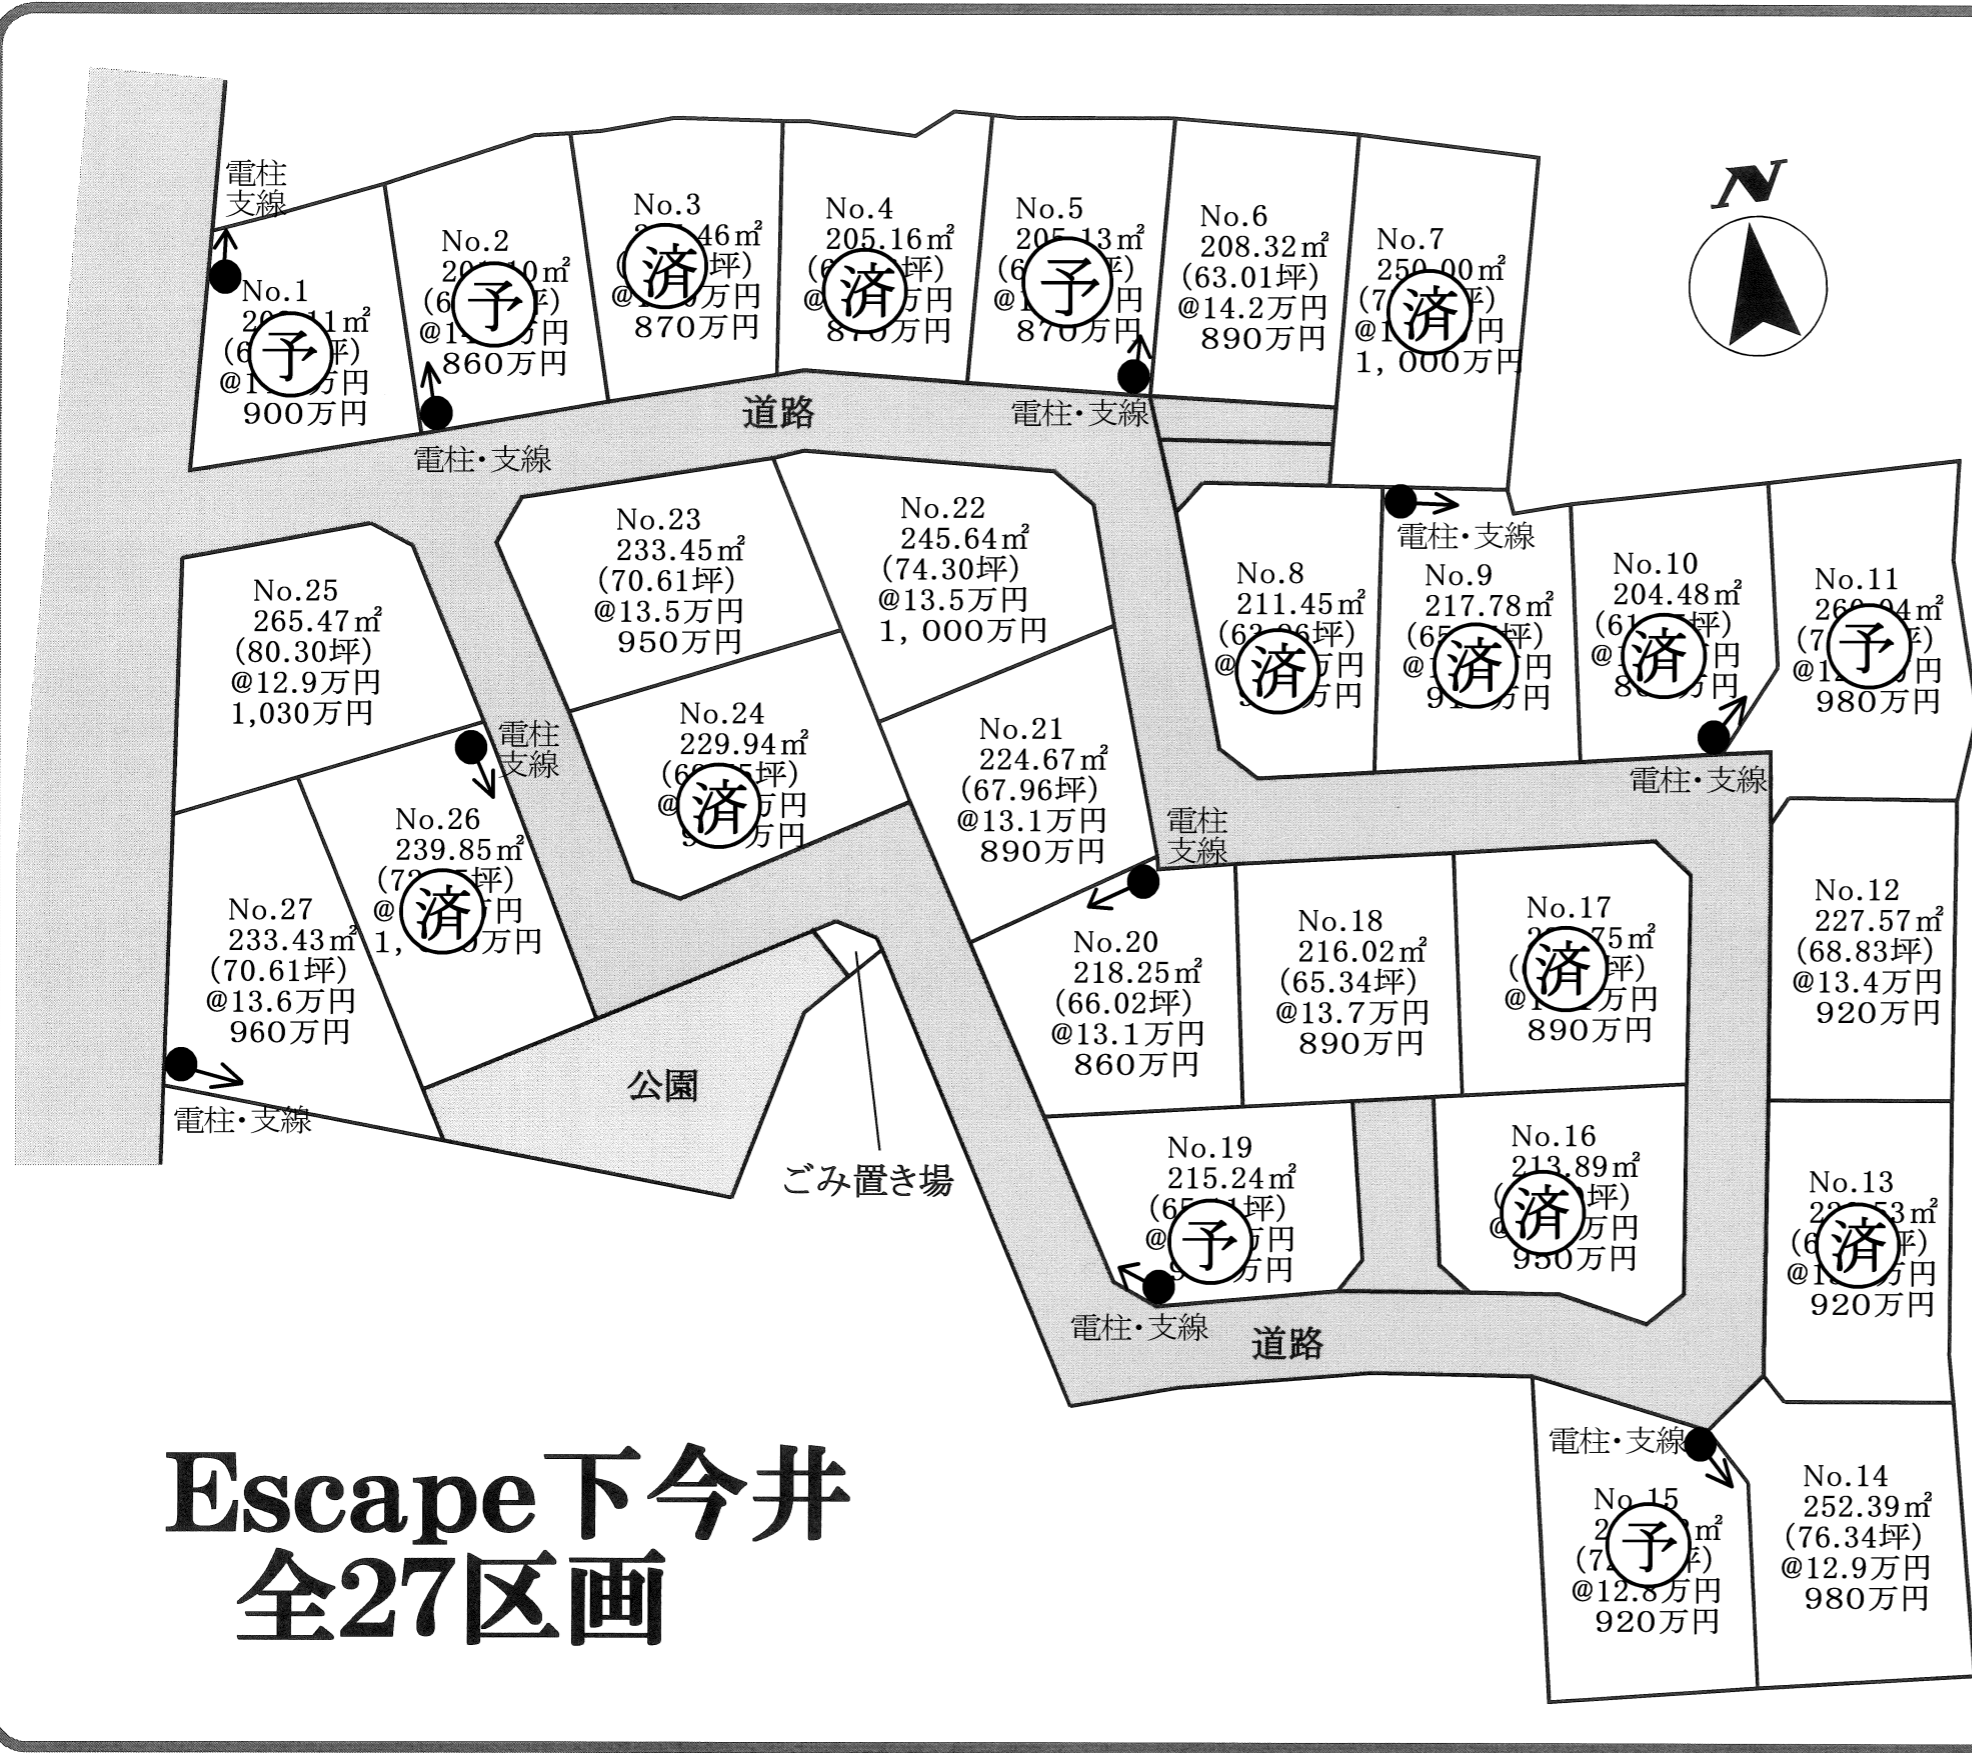 N
電柱
支線
No.1
予
900万円
No.2
予
860万円
電柱・支線
No.3
済
870万円
No.4
205.16㎡
済
870万円
No.5
205.13㎡
予
870万円
電柱・支線
No.6
208.32㎡
(63.01坪)
@14.2万円
890万円
No.7
250.00㎡
済
1,000万円
道路
No.8
211.45㎡
済
電柱・支線
No.9
217.78㎡
済
No.10
204.48㎡
済
電柱・支線
No.11
予
980万円
No.25
265.47㎡
(80.30坪)
@12.9万円
1,030万円
No.23
233.45㎡
(70.61坪)
@13.5万円
950万円
No.22
245.64㎡
(74.30坪)
@13.5万円
1,000万円
No.24
229.94㎡
済
電柱
支線
No.21
224.67㎡
(67.96坪)
@13.1万円
890万円
電柱
支線
No.26
239.85㎡
済
No.27
233.43㎡
(70.61坪)
@13.6万円
960万円
電柱・支線
公園
ごみ置き場
No.20
218.25㎡
(66.02坪)
@13.1万円
860万円
No.18
216.02㎡
(65.34坪)
@13.7万円
890万円
No.17
済
890万円
No.12
227.57㎡
(68.83坪)
@13.4万円
920万円
No.19
215.24㎡
予
電柱・支線
No.16
213.89㎡
済
950万円
No.13
済
920万円
道路
電柱・支線
No.15
予
@12.8万円
920万円
No.14
252.39㎡
(76.34坪)
@12.9万円
980万円
Escape下今井
全27区画